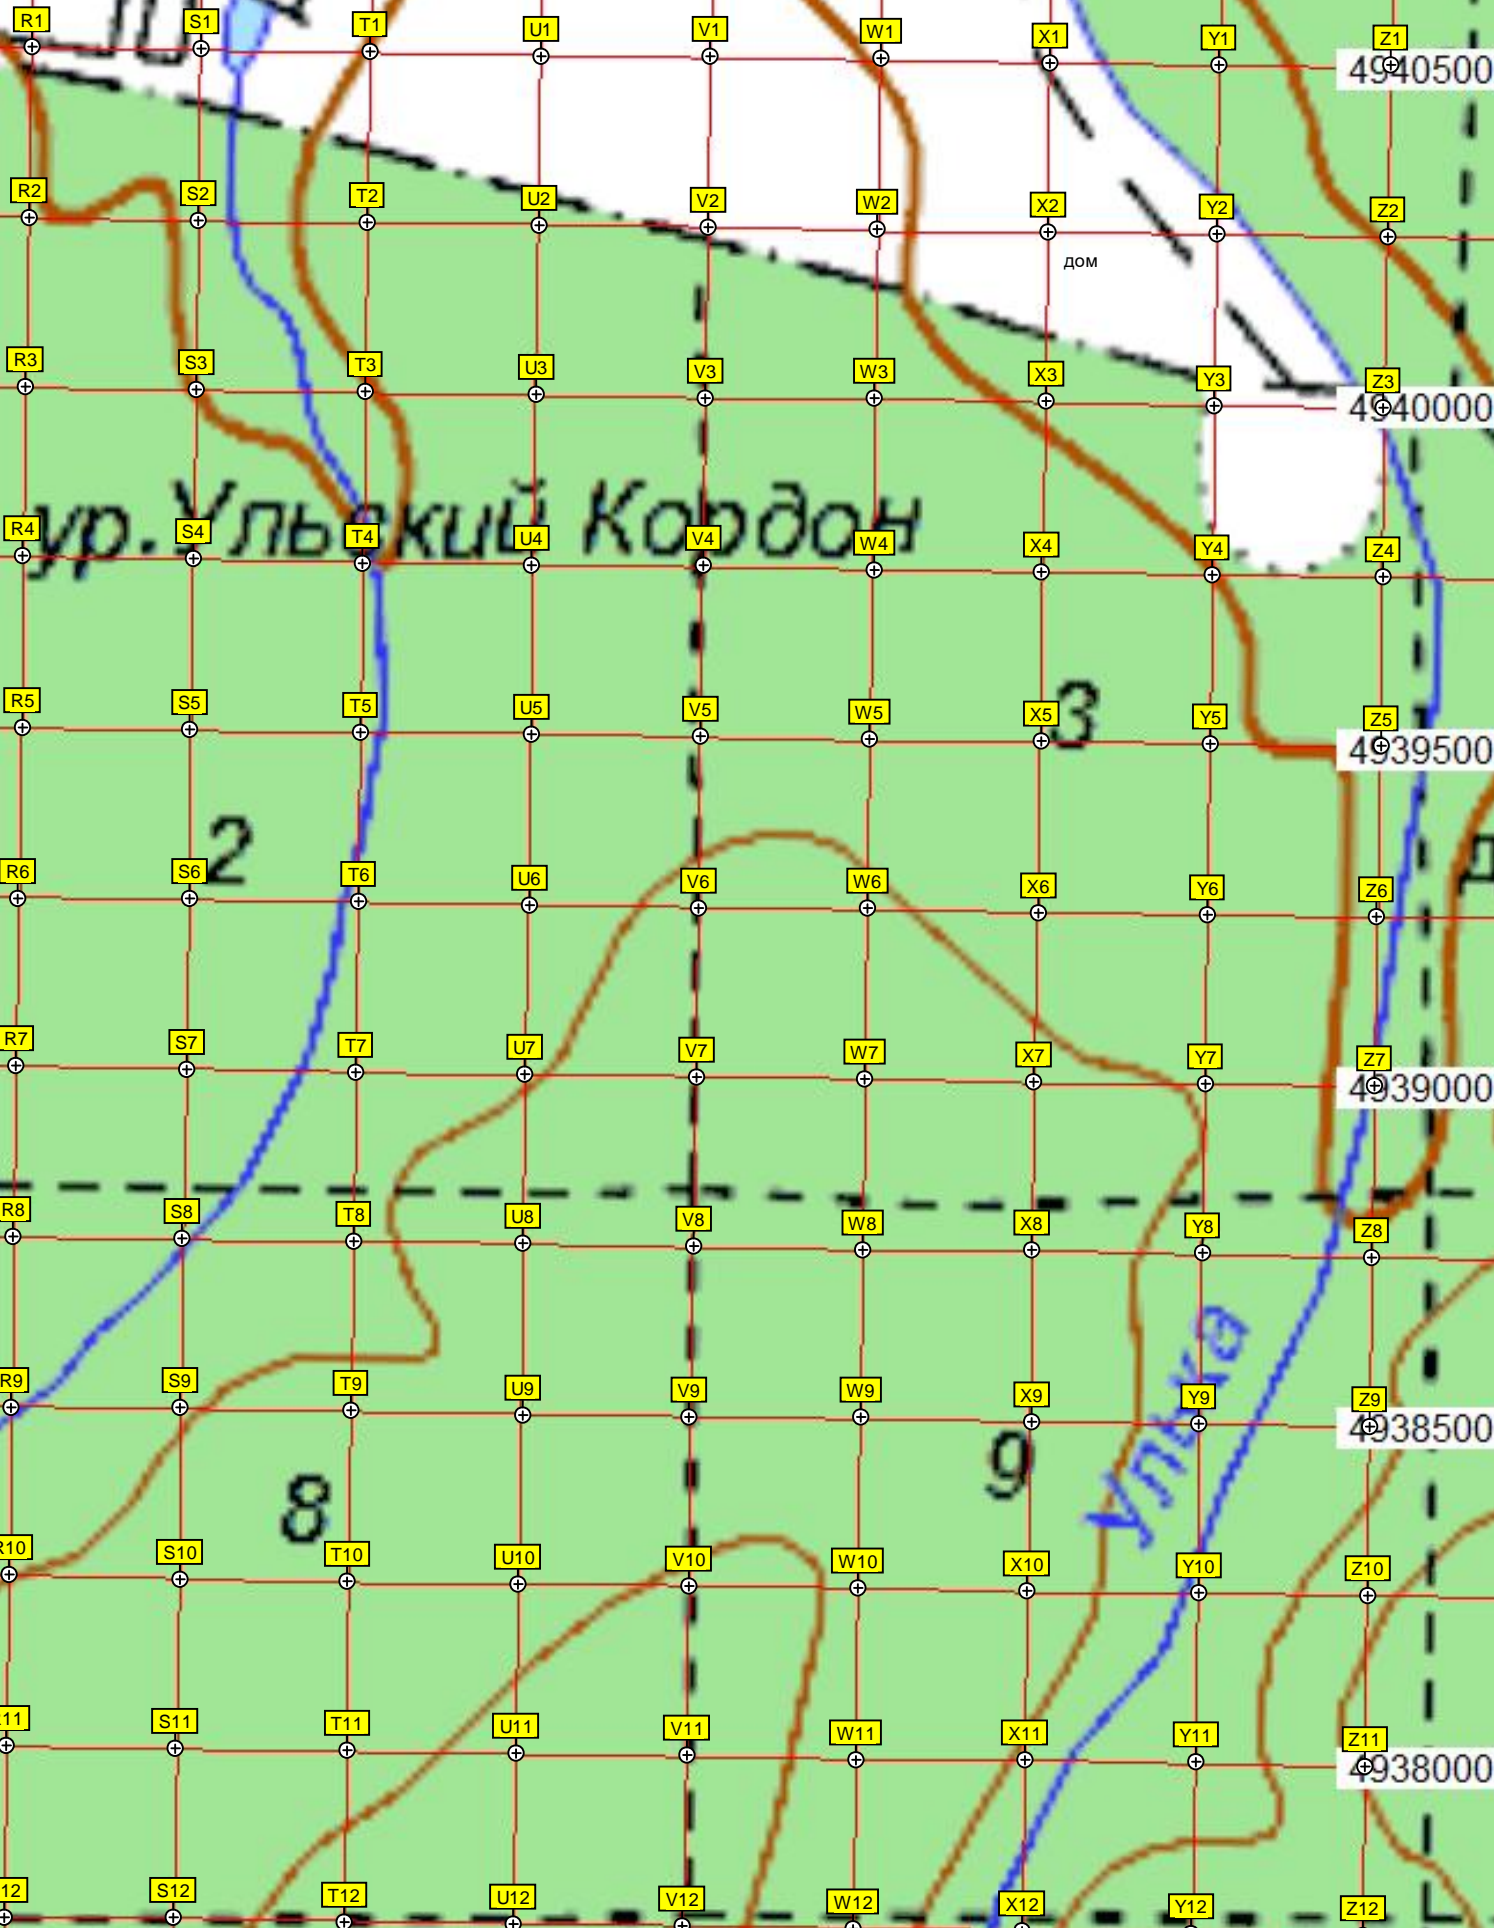 R1 S1 T1 U1 V1 W1 X1 Y1 Z1
4940500
R2 S2 T2 U2 V2 W2 X2 Y2 Z2
дом
R3 S3 T3 U3 V3 W3 X3 Y3 Z3
4940000
ур. Ульский Кордон
R4 S4 T4 U4 V4 W4 X4 Y4 Z4
R5 S5 T5 U5 V5 W5 X5 Y5 Z5
3
4939500
2
R6 S6 T6 U6 V6 W6 X6 Y6 Z6
R7 S7 T7 U7 V7 W7 X7 Y7 Z7
4939000
R8 S8 T8 U8 V8 W8 X8 Y8 Z8
Улька
R9 S9 T9 U9 V9 W9 X9 Y9 Z9
4938500
9
8
R10 S10 T10 U10 V10 W10 X10 Y10 Z10
11 S11 T11 U11 V11 W11 X11 Y11 Z11
4938000
12 S12 T12 U12 V12 W12 X12 Y12 Z12